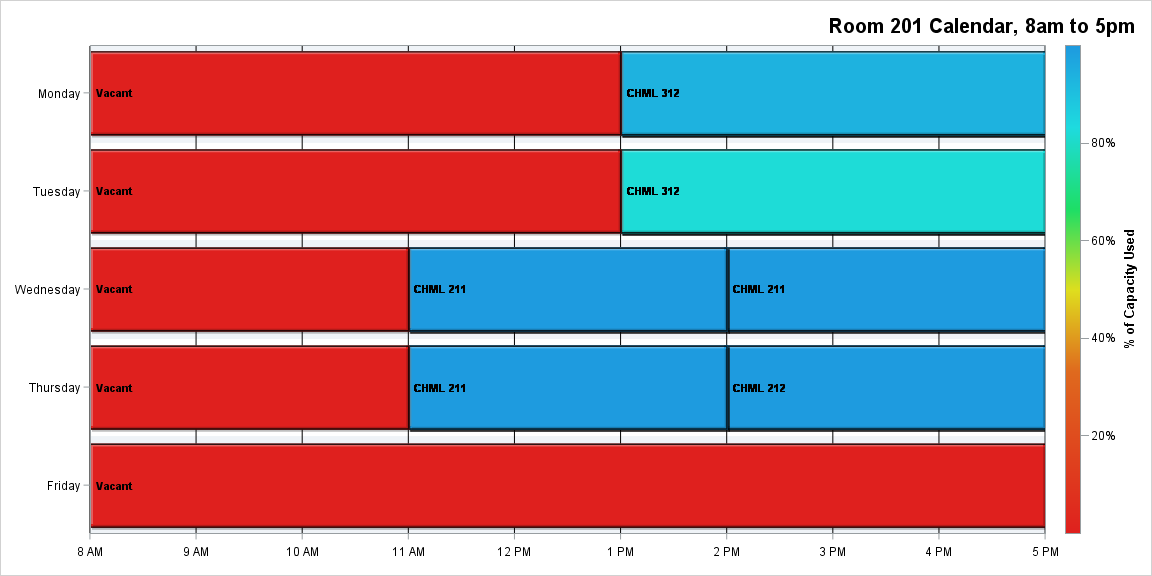 Room 201 Calendar, 8am to 5pm
Monday
Vacant
CHML 312
Tuesday
Vacant
CHML 312
Wednesday
Vacant
CHML 211
CHML 211
Thursday
Vacant
CHML 211
CHML 212
Friday
Vacant
8 AM
9 AM
10 AM
11 AM
12 PM
1 PM
2 PM
3 PM
4 PM
5 PM
80%
60%
40%
20%
% of Capacity Used